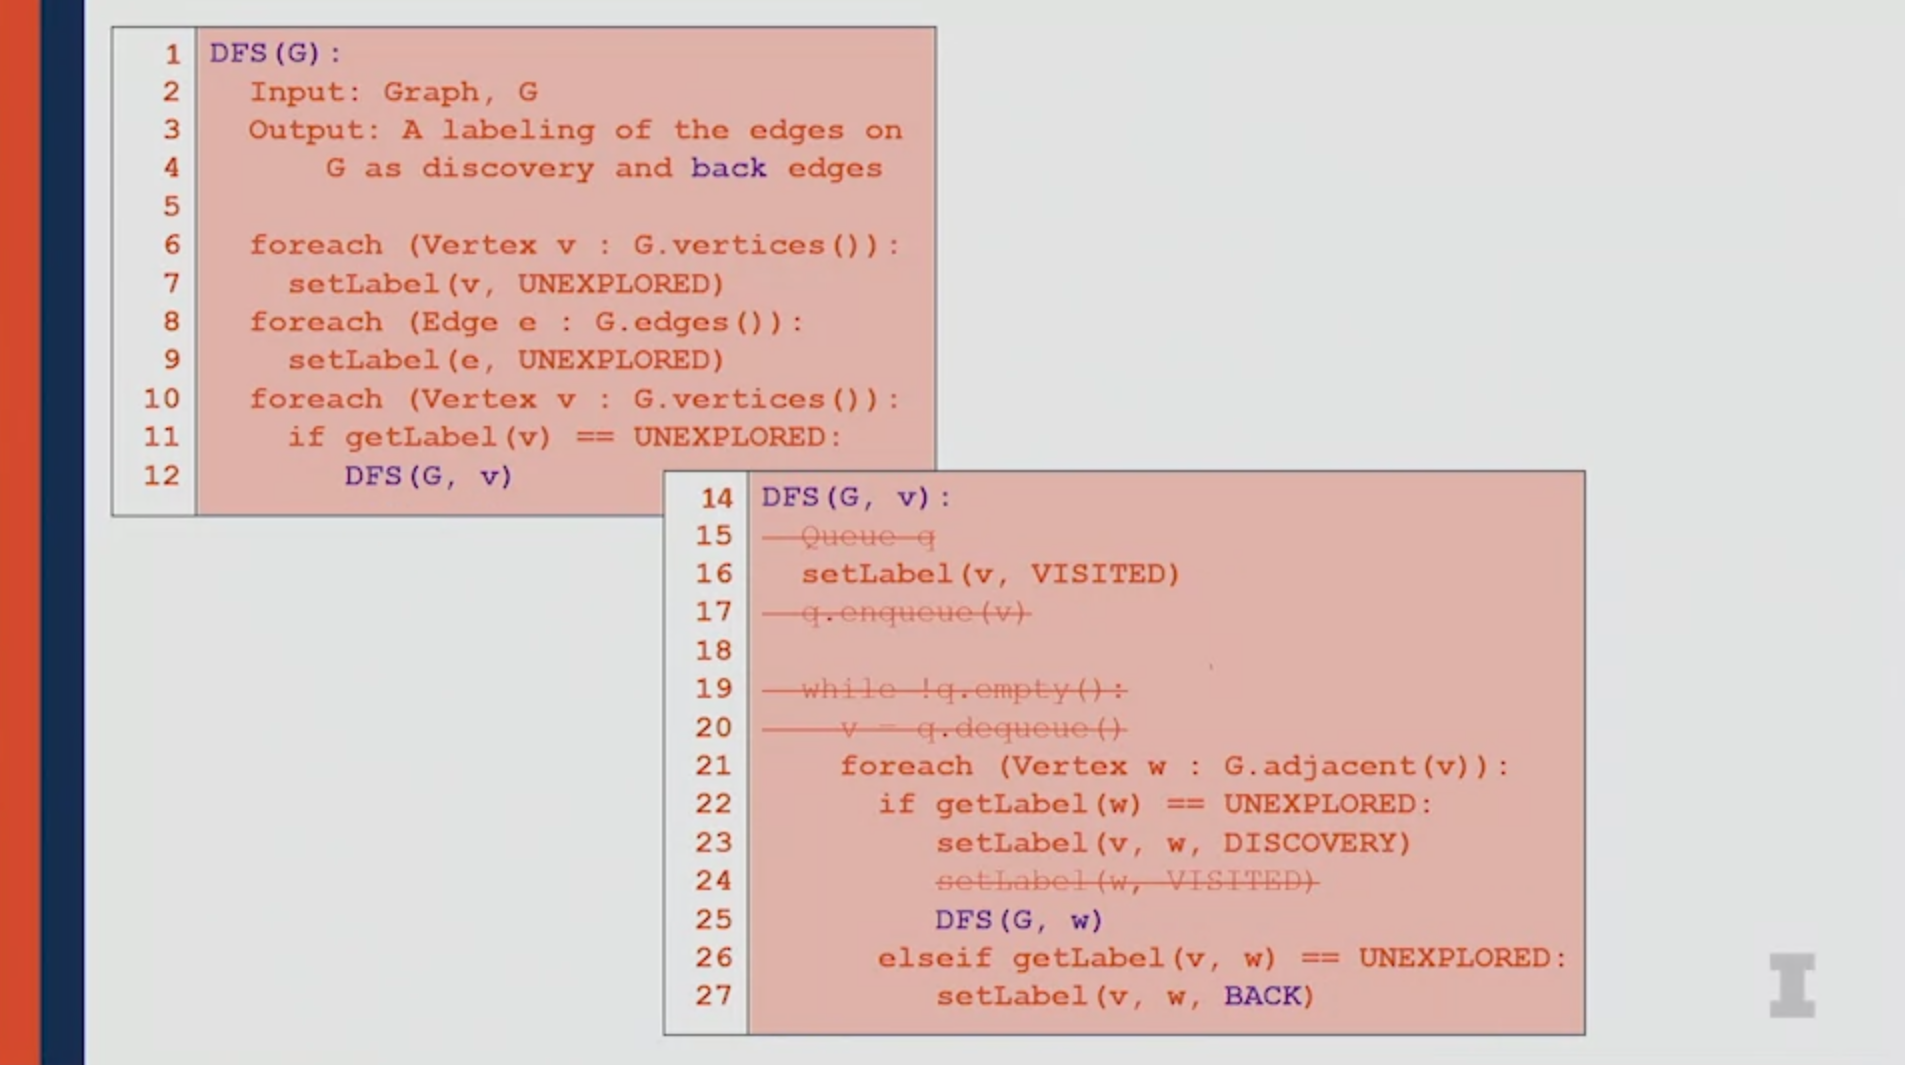 1 DFS(G):
2 Input: Graph, G
3 Output: A labeling of the edges on
4 G as discovery and back edges
5
6 foreach (Vertex v : G.vertices()):
7 setLabel(v, UNEXPLORED)
8 foreach (Edge e : G.edges()):
9 setLabel(e, UNEXPLORED)
10 foreach (Vertex v : G.vertices()):
11 if getLabel(v) == UNEXPLORED:
12 DFS(G, v)
14 DFS(G, v):
15 Queue q
16 setLabel(v, VISITED)
17 q.enqueue(v)
18
19 while !q.empty():
20 v = q.dequeue()
21 foreach (Vertex w : G.adjacent(v)):
22 if getLabel(w) == UNEXPLORED:
23 setLabel(v, w, DISCOVERY)
24 setLabel(w, VISITED)
25 DFS(G, w)
26 elseif getLabel(v, w) == UNEXPLORED:
27 setLabel(v, w, BACK)
I